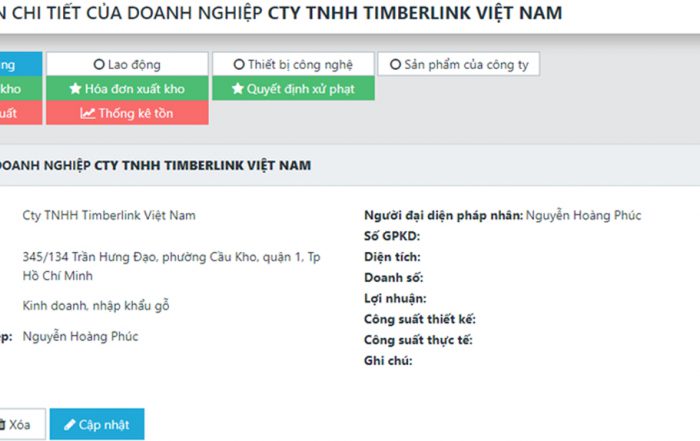 N CHI TIẾT CỦA DOANH NGHIỆP CTY TNHH TIMBERLINK VIỆT NAM
ng Lao động Thiết bị công nghệ Sản phẩm của công ty
kho Hóa đơn xuất kho Quyết định xử phạt
uất Thống kê tồn
DOANH NGHIỆP CTY TNHH TIMBERLINK VIỆT NAM
Cty TNHH Timberlink Việt Nam
345/134 Trần Hưng Đạo, phường Cầu Kho, quận 1, Tp
Hồ Chí Minh
Kinh doanh, nhập khẩu gỗ
ep: Nguyễn Hoàng Phúc
Người đại diện pháp nhân: Nguyễn Hoàng Phúc
Số GPKD:
Diện tích:
Doanh số:
Lợi nhuận:
Công suất thiết kế:
Công suất thực tế:
Ghi chú:
Xóa Cập nhật